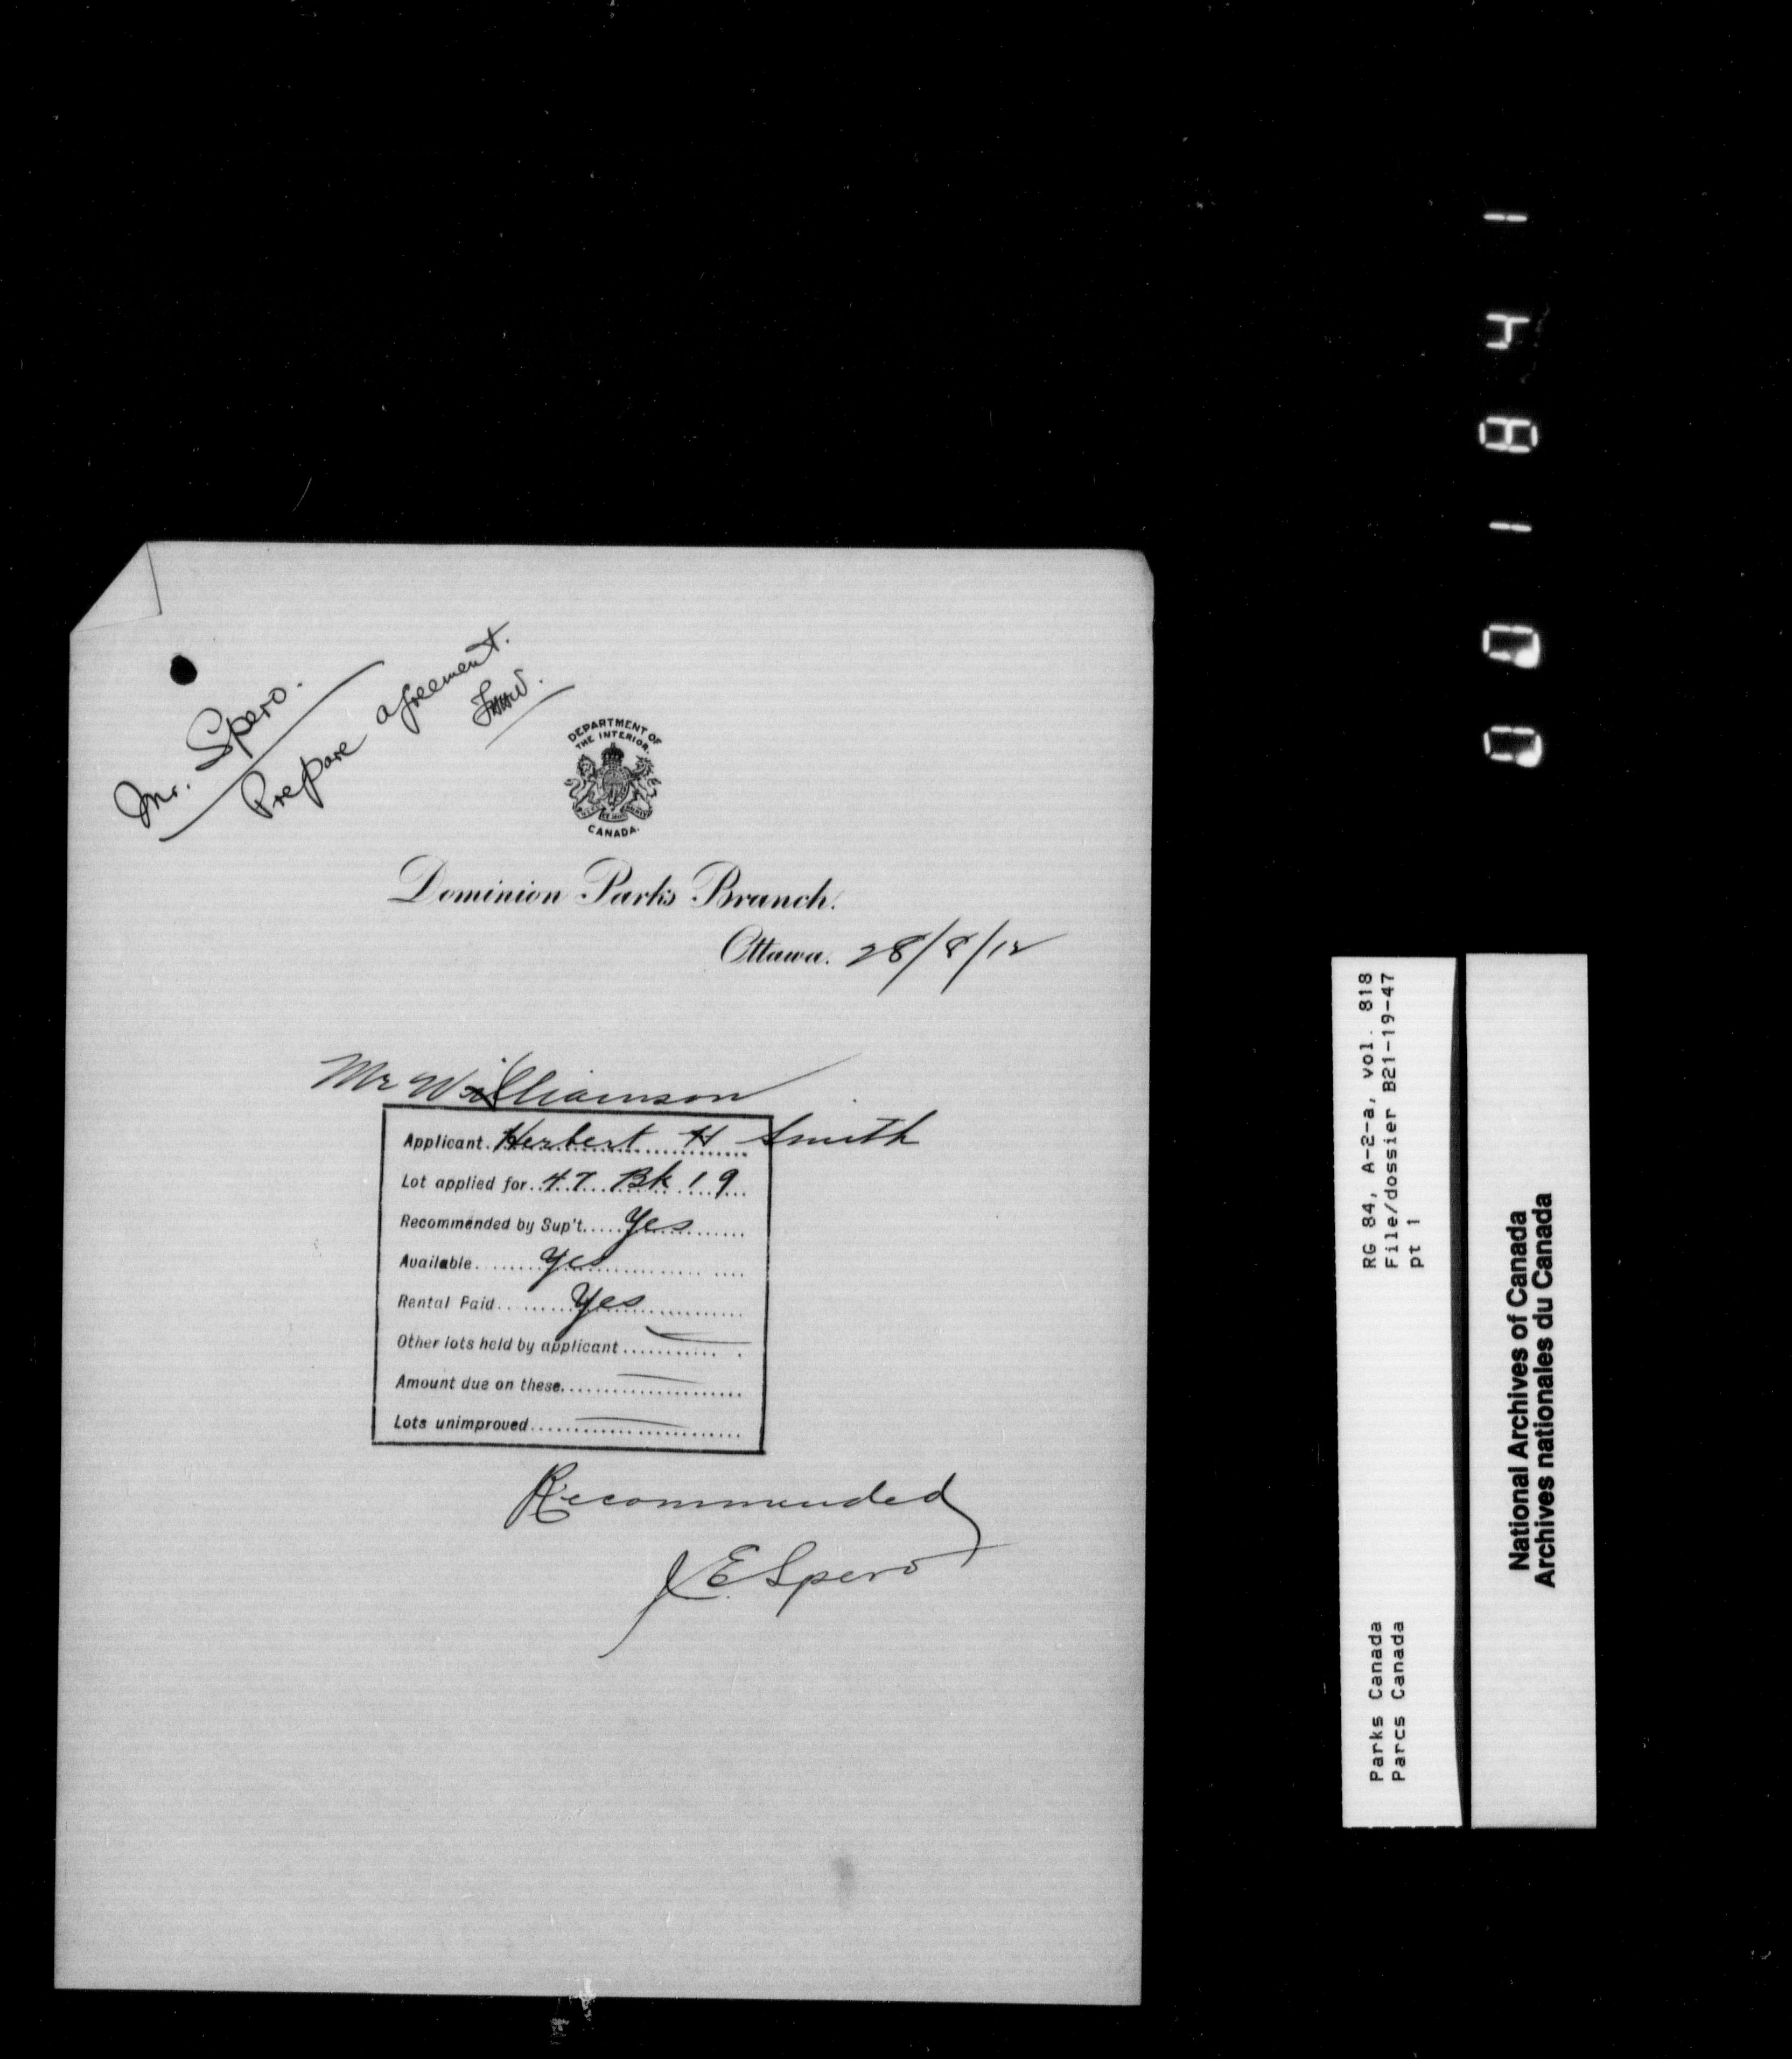 Mr. Spero.
Prepare agreement.
DEPARTMENT OF
THE INTERIOR.
CANADA.
Dominion Parks Branch.
Ottawa. 28/8/12
Mr Williamson
Applicant. Herbert H Smith
Lot applied for. 47 Bk 19
Recommended by Sup't. Yes
Available. Yes
Rental Paid. Yes
Other lots held by applicant —
Amount due on these. —
Lots unimproved —
Recommended
J E Spero
RG 84, A-2-a, vol. 818
File/dossier B21-19-47
pt 1
Parks Canada
Parcs Canada
National Archives of Canada
Archives nationales du Canada